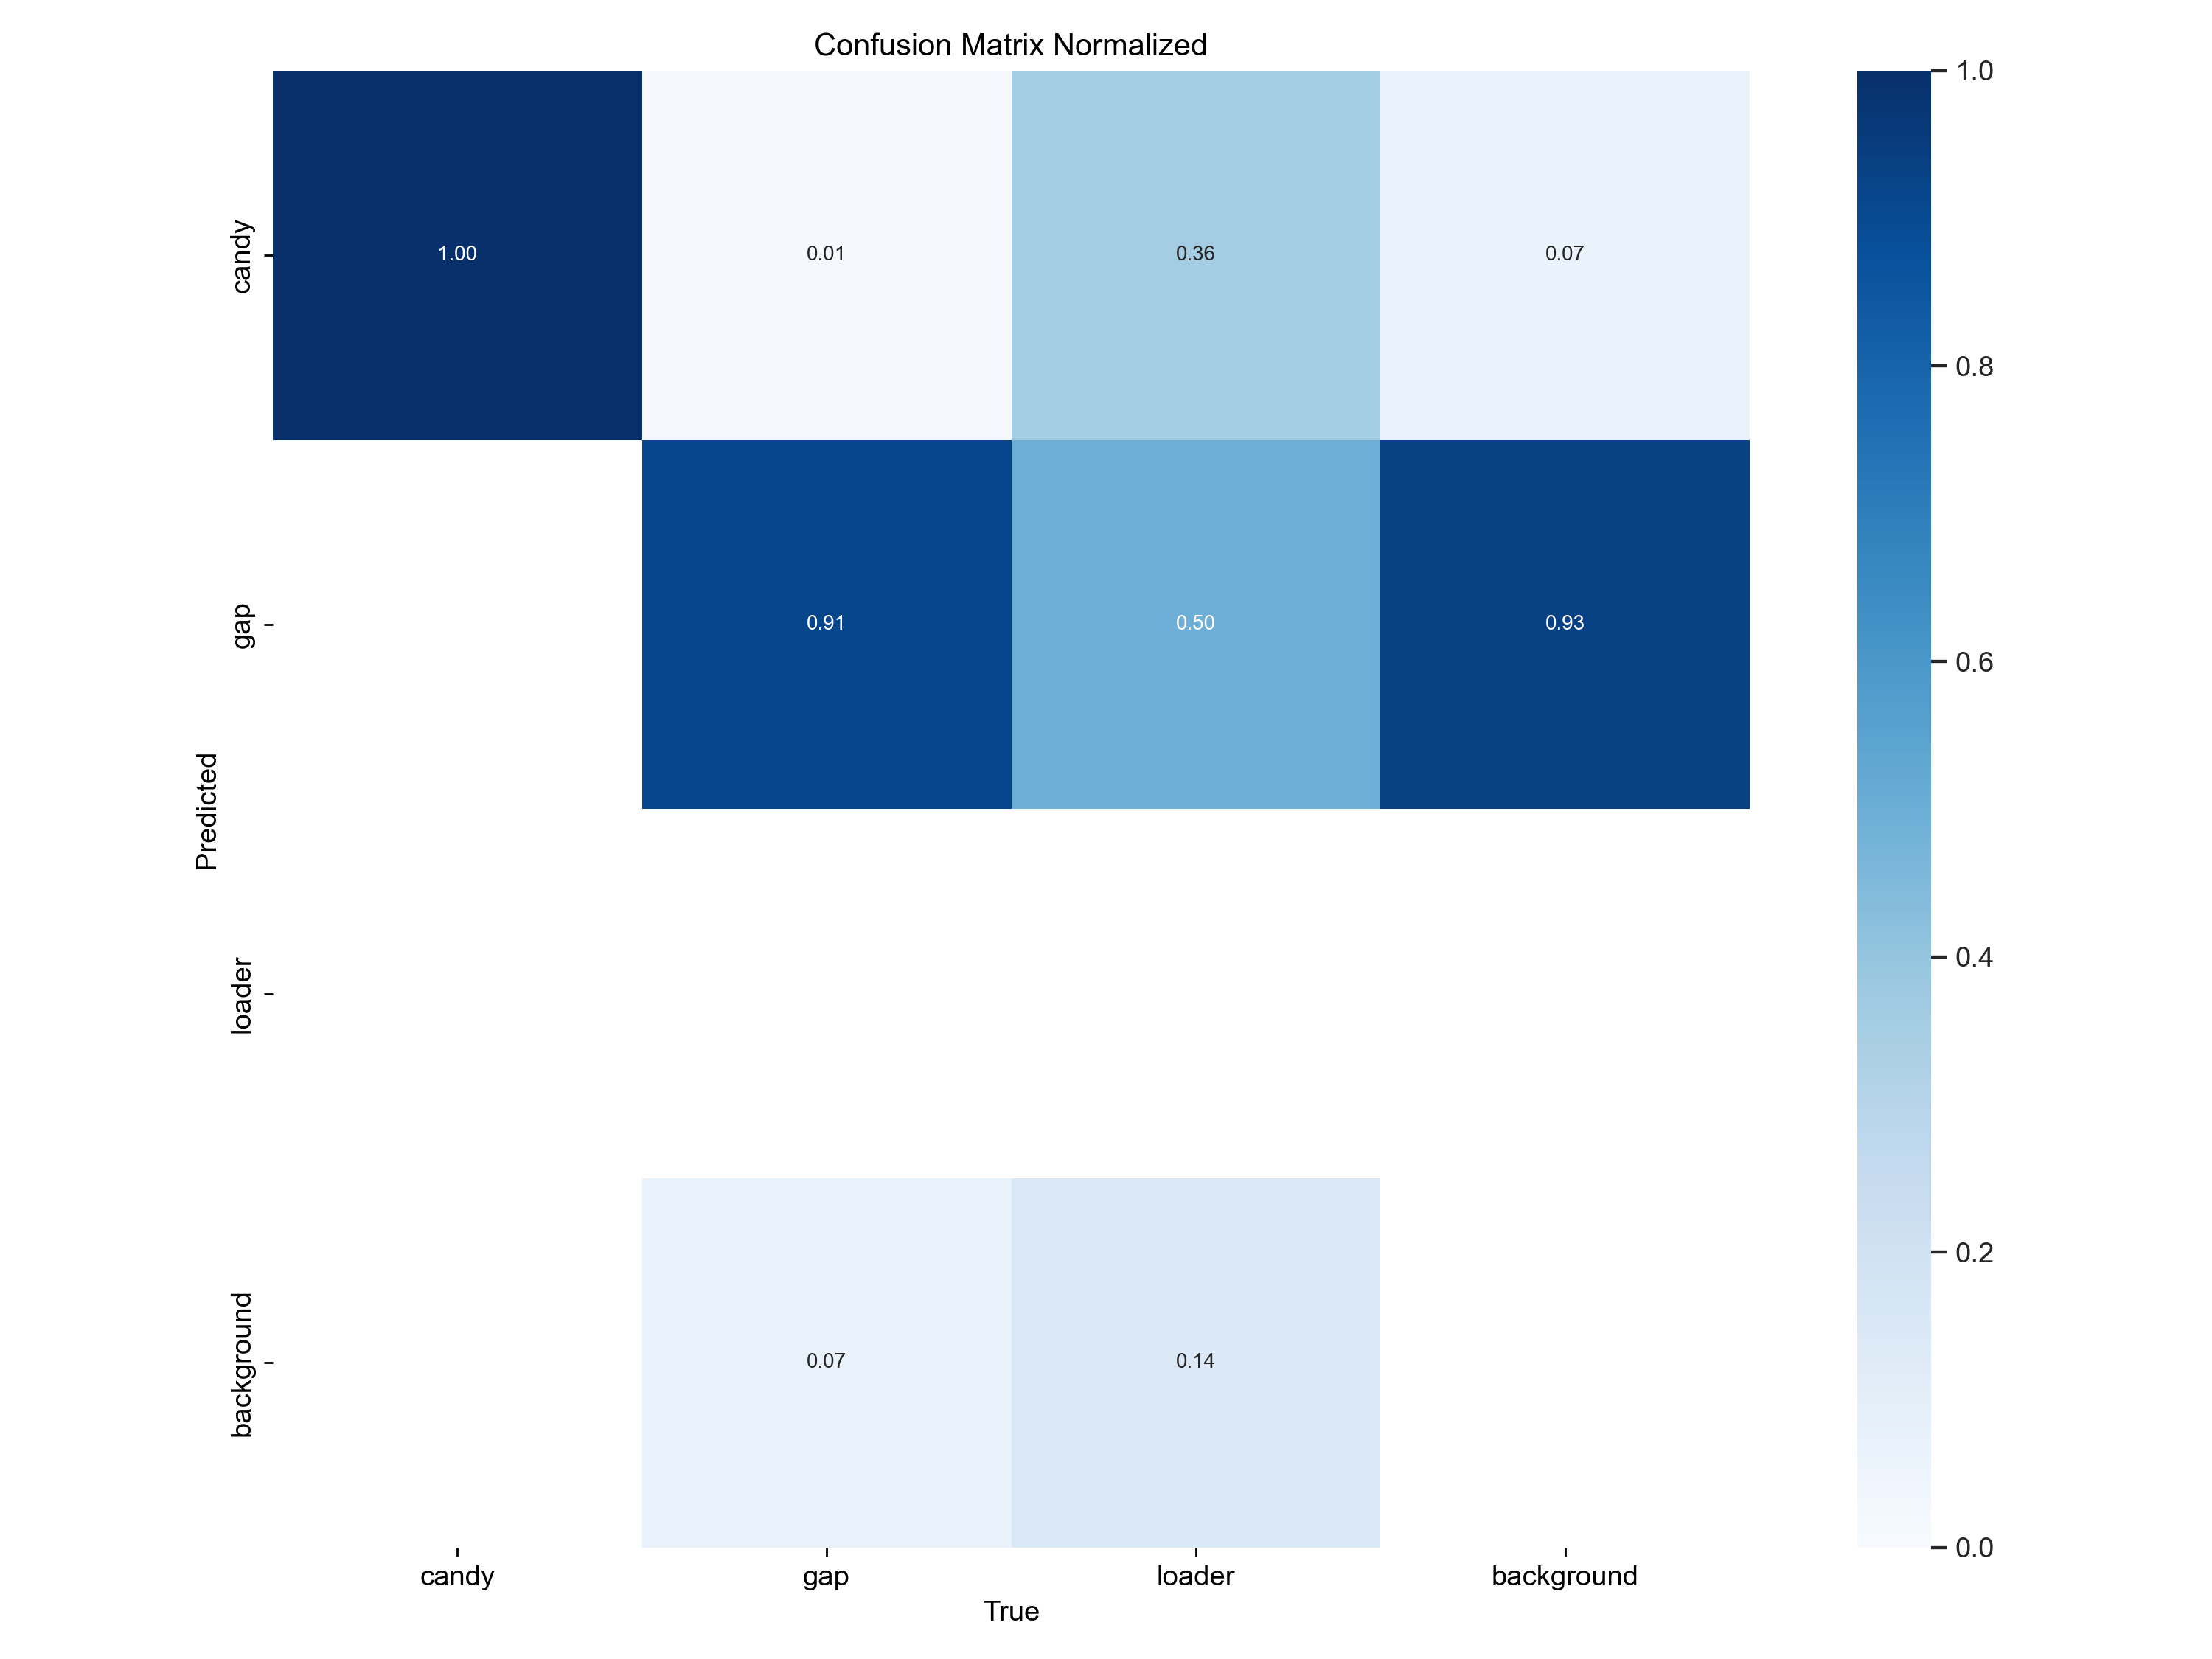 Confusion Matrix Normalized
1.00 0.01 0.36 0.07
0.91 0.50 0.93
0.07 0.14
candy
gap
loader
background
Predicted
candy gap loader background
True
1.0
0.8
0.6
0.4
0.2
0.0